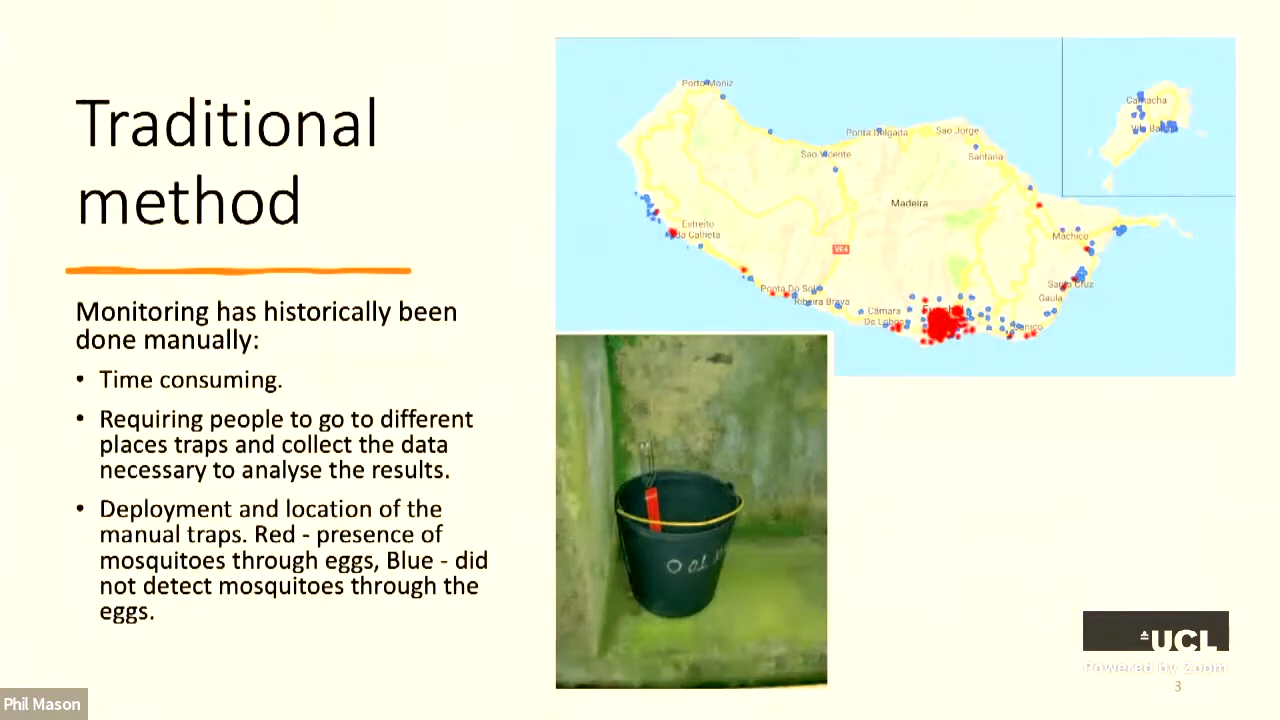 Traditional
method
Monitoring has historically been
done manually:
• Time consuming.
• Requiring people to go to different
places traps and collect the data
necessary to analyse the results.
• Deployment and location of the
manual traps. Red - presence of
mosquitoes through eggs, Blue - did
not detect mosquitoes through the
eggs.
Porto Moniz
Ponta Delgada
Sao Jorge
Sao Vicente
Santana
Madeira
Estreito
da Calheta
VE4
Machico
Ponta Do Sol
Ribeira Brava
Santa Cruz
Gaula
Câmara
De Lobos
Camacha
Vila
UCL
Powered by Zoom
3
Phil Mason